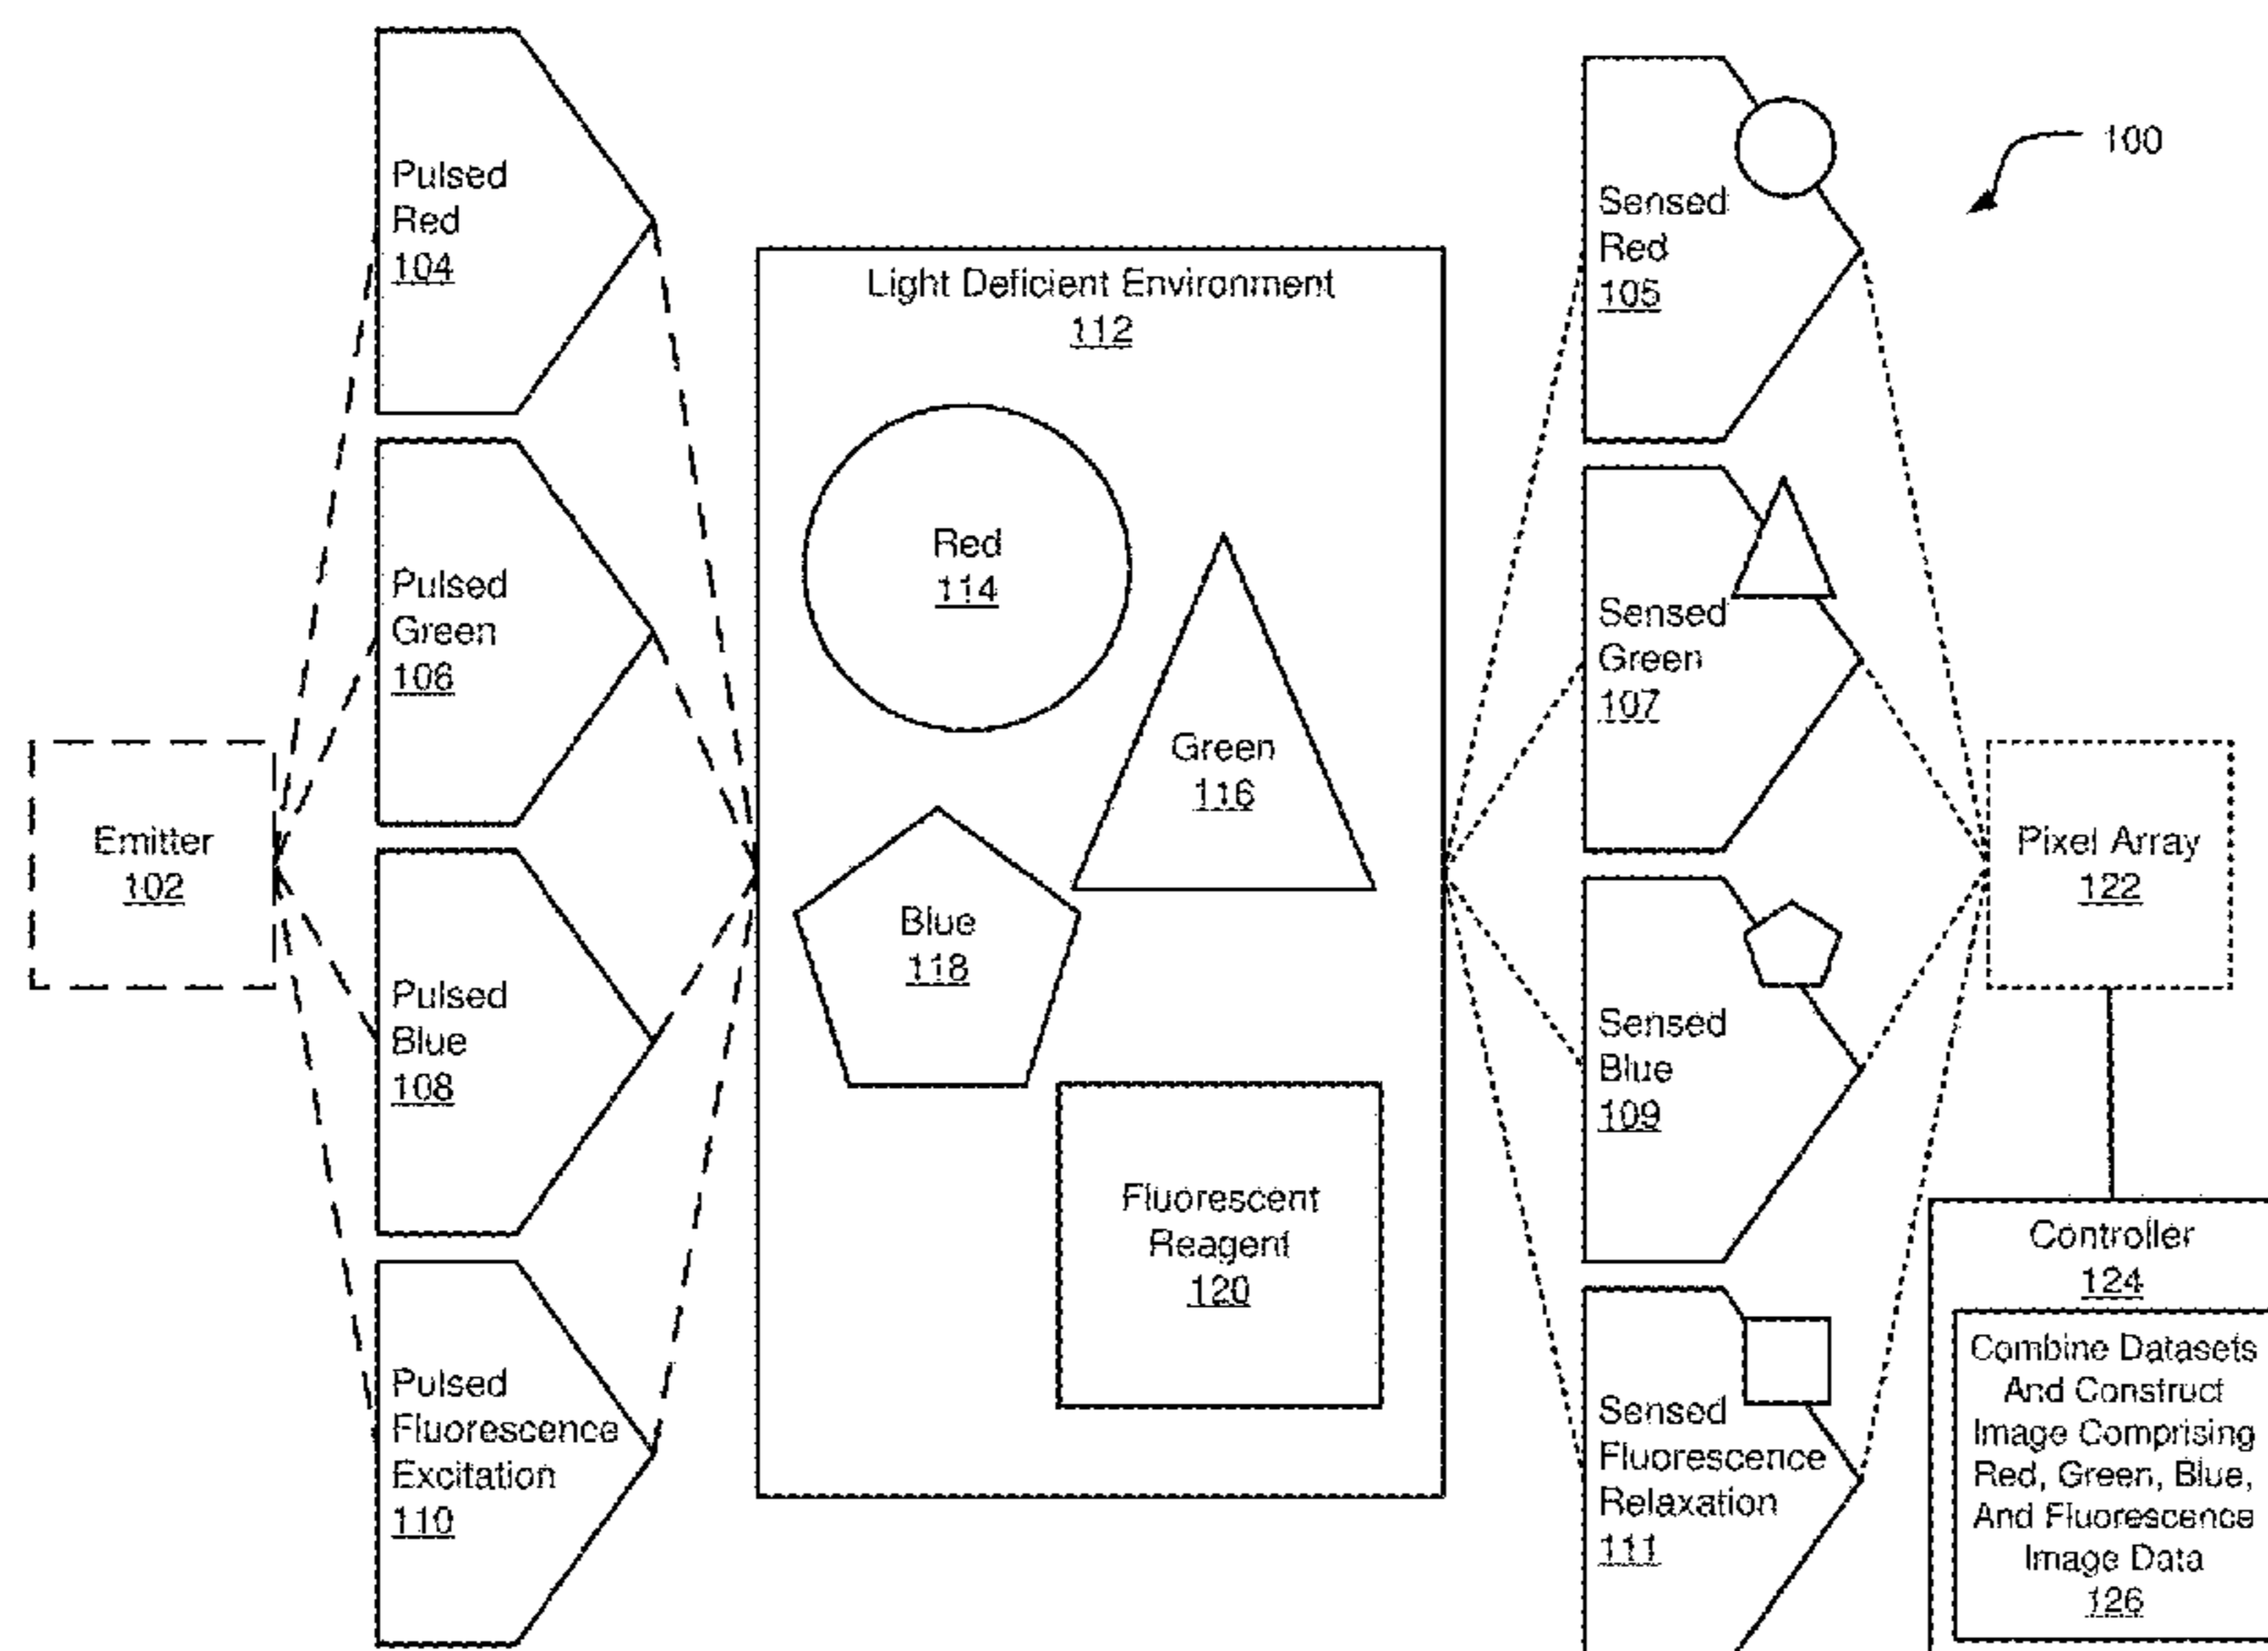 Pulsed
Red
104
Pulsed
Green
106
Pulsed
Blue
108
Pulsed
Fluorescence
Excitation
110
Emitter
102
Light Deficient Environment
112
Red
114
Green
116
Blue
118
Fluorescent
Reagent
120
Sensed
Red
105
Sensed
Green
107
Sensed
Blue
109
Sensed
Fluorescence
Relaxation
111
100
Pixel Array
122
Controller
124
Combine Datasets
And Construct
Image Comprising
Red, Green, Blue,
And Fluorescence
Image Data
126